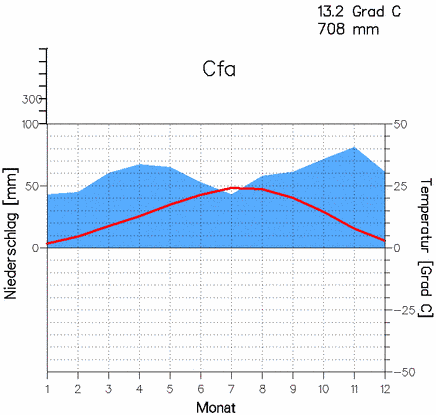 13.2 Grad C
708 mm
Cfa
300
100
50
0
Niederschlag [mm]
50
25
0
-25
-50
Temperatur [Grad C]
1 2 3 4 5 6 7 8 9 10 11 12
Monat